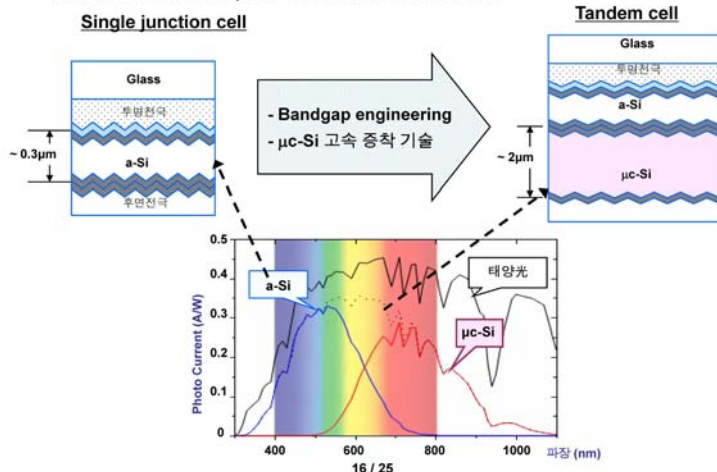 Single junction cell
Tandem cell
Glass
투명전극
a-Si
후면전극
~ 0.3μm
- Bandgap engineering
- μc-Si 고속 증착 기술
Glass
투명전극
a-Si
μc-Si
~ 2μm
Photo Current (A/W)
0.5
0.4
0.3
0.2
0.1
0
a-Si
태양光
μc-Si
400
600
800
1000
파장 (nm)
16 / 25